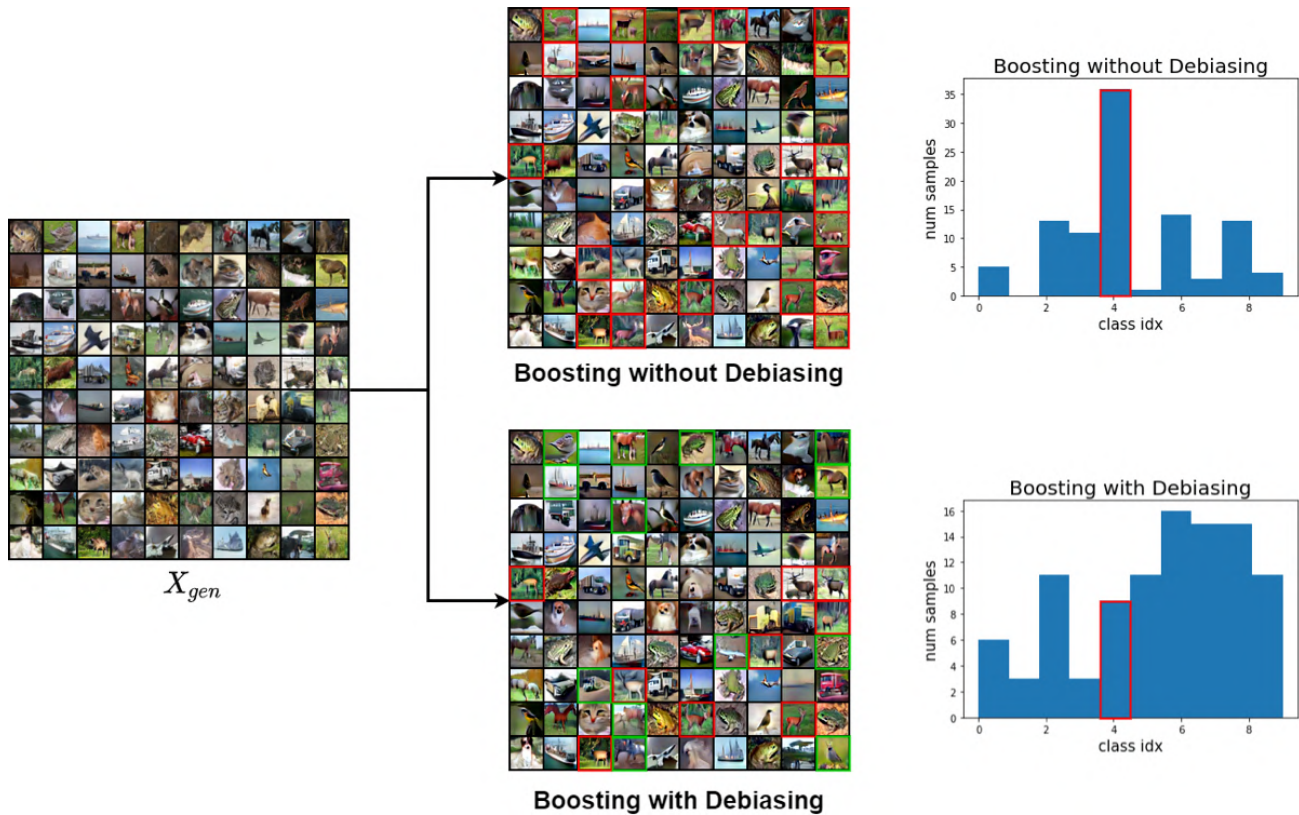 X_gen
Boosting without Debiasing
Boosting with Debiasing
Boosting without Debiasing
num samples
35
30
25
20
15
10
5
0
0 2 4 6 8
class idx
Boosting with Debiasing
num samples
16
14
12
10
8
6
4
2
0
0 2 4 6 8
class idx